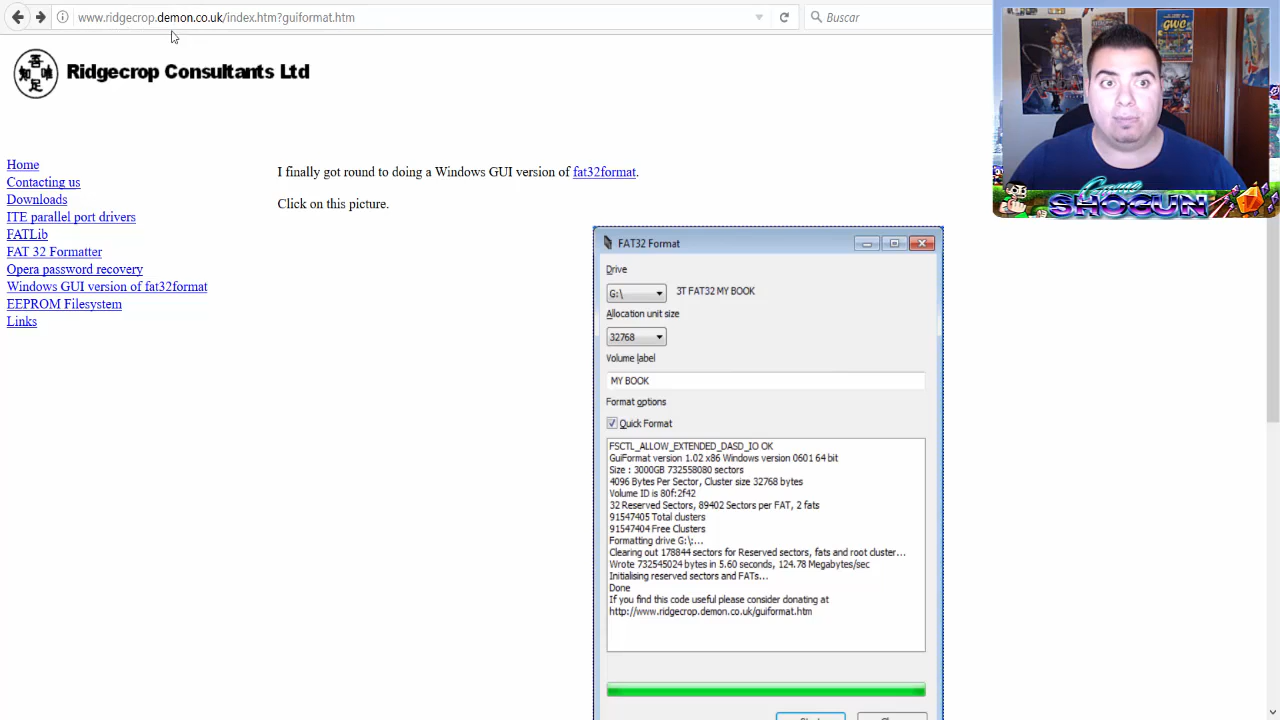 www.ridgecrop.demon.co.uk/index.htm?guiformat.htm
Buscar
GWC
吾 唯 足 知
Ridgecrop Consultants Ltd
SHOGUN
Home
Contacting us
Downloads
ITE parallel port drivers
FATLib
FAT 32 Formatter
Opera password recovery
Windows GUI version of fat32format
EEPROM Filesystem
Links
I finally got round to doing a Windows GUI version of fat32format.
Click on this picture.
FAT32 Format
Drive
G:\ 3T FAT32 MY BOOK
Allocation unit size
32768
Volume label
MY BOOK
Format options
Quick Format
FSCTL_ALLOW_EXTENDED_DASD_IO OK
GuiFormat version 1.02 x86 Windows version 0601 64 bit
Size : 3000GB 732558080 sectors
4096 Bytes Per Sector, Cluster size 32768 bytes
Volume ID is 80f:2f42
32 Reserved Sectors, 89402 Sectors per FAT, 2 fats
91547405 Total clusters
91547404 Free Clusters
Formatting drive G:\:...
Clearing out 178844 sectors for Reserved sectors, fats and root cluster...
Wrote 732545024 bytes in 5.60 seconds, 124.78 Megabytes/sec
Initialising reserved sectors and FATs...
Done
If you find this code useful please consider donating at
http://www.ridgecrop.demon.co.uk/guiformat.htm